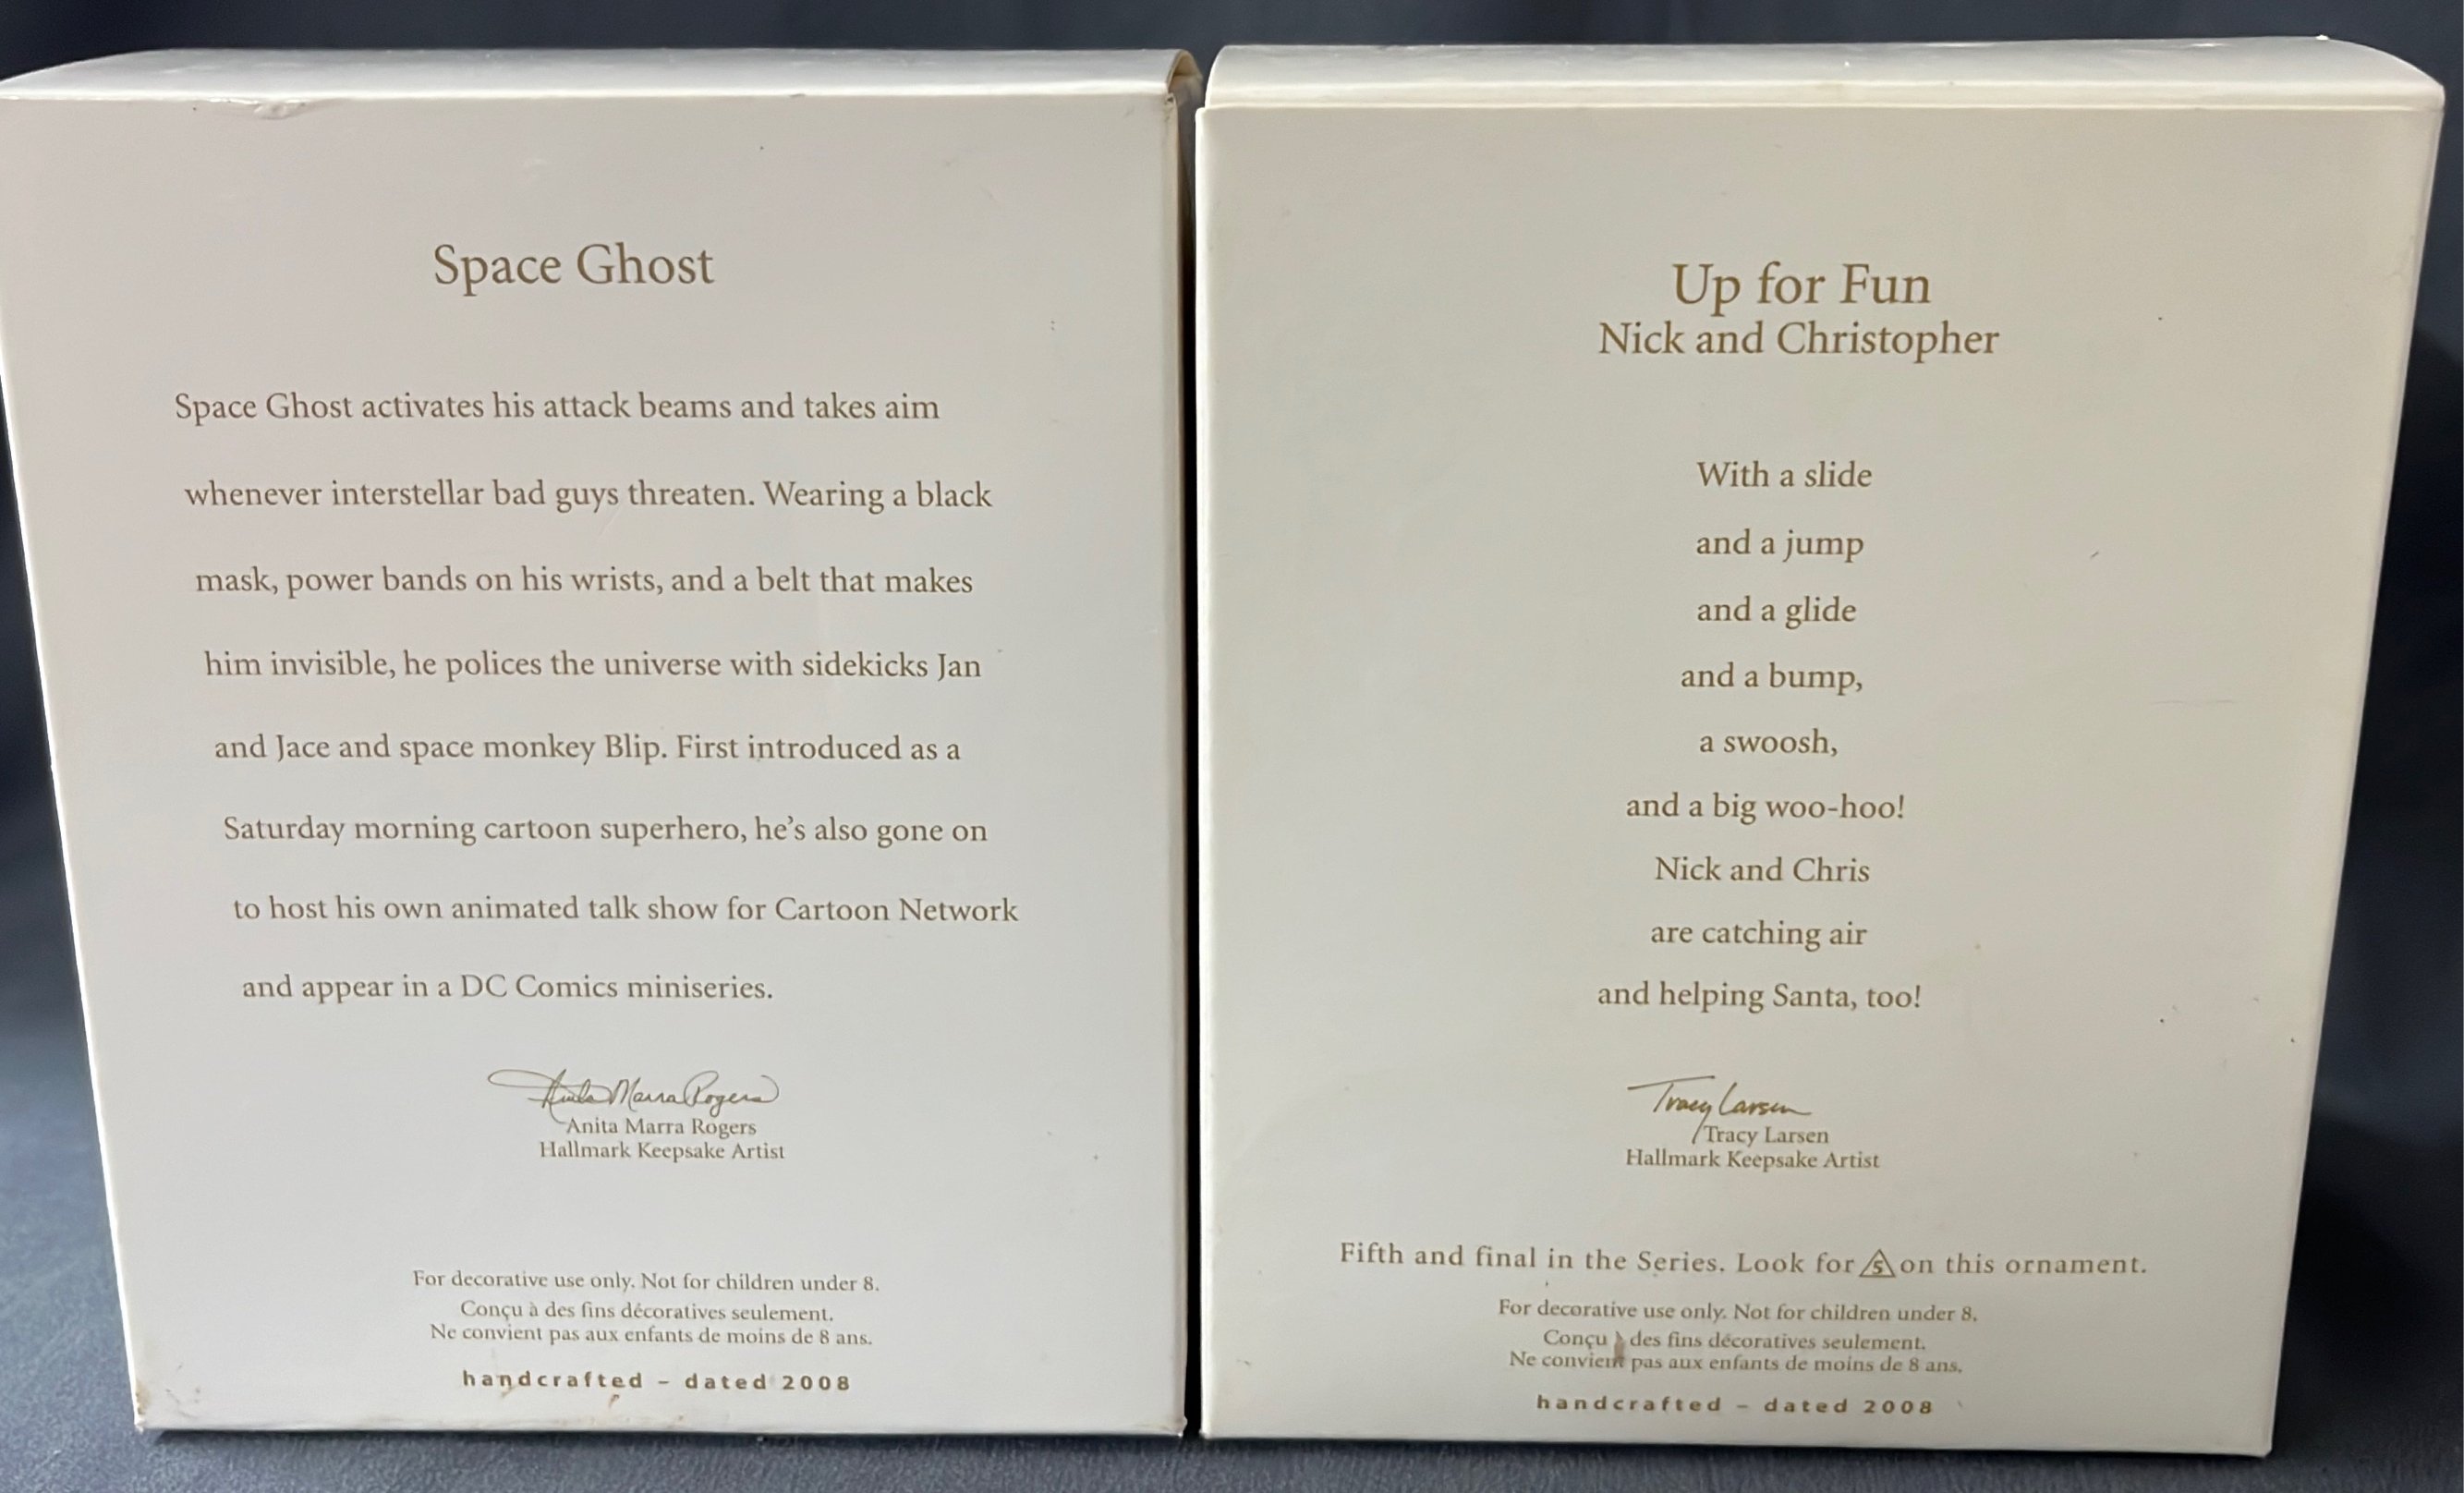 Space Ghost
Space Ghost activates his attack beams and takes aim
whenever interstellar bad guys threaten. Wearing a black
mask, power bands on his wrists, and a belt that makes
him invisible, he polices the universe with sidekicks Jan
and Jace and space monkey Blip. First introduced as a
Saturday morning cartoon superhero, he's also gone on
to host his own animated talk show for Cartoon Network
and appear in a DC Comics miniseries.
Anita Marra Rogers
Anita Marra Rogers
Hallmark Keepsake Artist
For decorative use only. Not for children under 8.
Conçu à des fins décoratives seulement.
Ne convient pas aux enfants de moins de 8 ans.
handcrafted – dated 2008
Up for Fun
Nick and Christopher
With a slide
and a jump
and a glide
and a bump,
a swoosh,
and a big woo-hoo!
Nick and Chris
are catching air
and helping Santa, too!
Tracy Larsen
Tracy Larsen
Hallmark Keepsake Artist
Fifth and final in the Series. Look for 5 on this ornament.
For decorative use only. Not for children under 8.
Conçu à des fins décoratives seulement.
Ne convient pas aux enfants de moins de 8 ans.
handcrafted – dated 2008